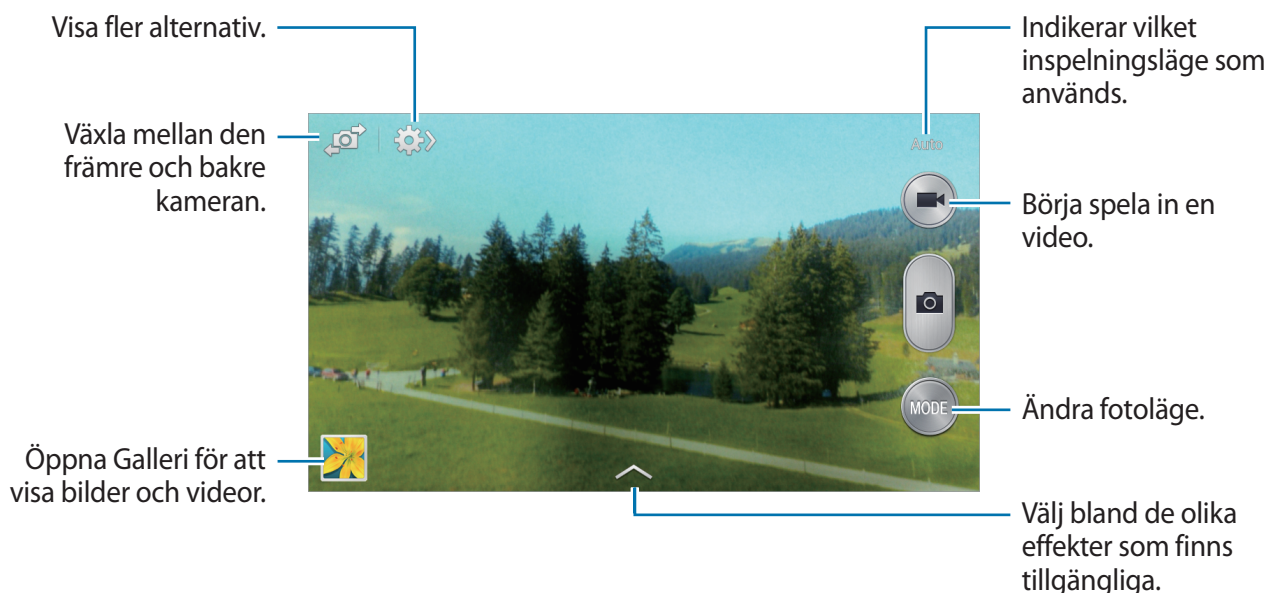 Visa fler alternativ.
Växla mellan den
främre och bakre
kameran.
Öppna Galleri för att
visa bilder och videor.
Indikerar vilket
inspelningsläge som
används.
Auto
Börja spela in en
video.
MODE
Ändra fotoläge.
Välj bland de olika
effekter som finns
tillgängliga.